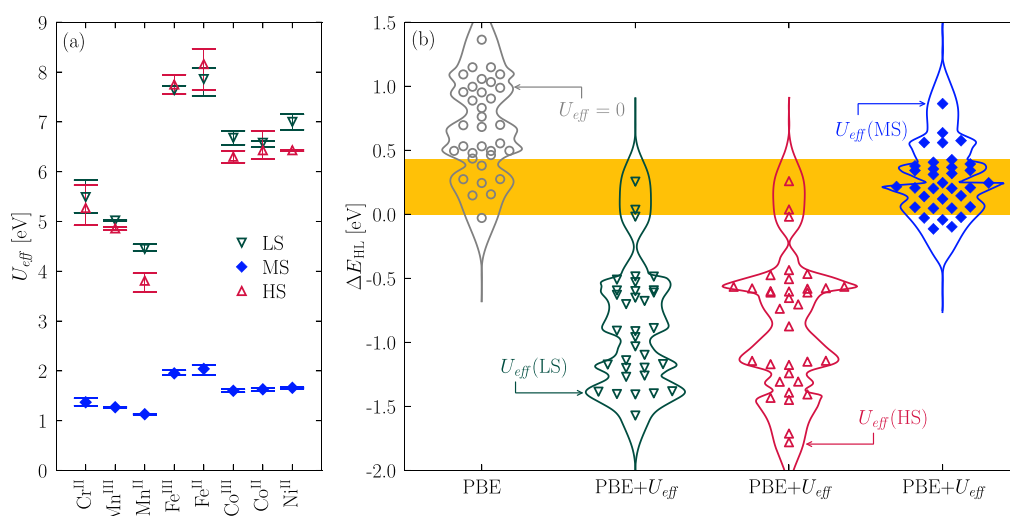 (a)
9
8
7
6
5
4
3
2
1
0
U_eff [eV]
LS
MS
HS
Cr^II
Mn^III
Mn^II
Fe^III
Fe^II
Co^III
Co^II
Ni^II
(b)
1.5
1.0
0.5
0.0
-0.5
-1.0
-1.5
-2.0
ΔE_HL [eV]
U_eff = 0
U_eff(MS)
U_eff(LS)
U_eff(HS)
PBE
PBE+U_eff
PBE+U_eff
PBE+U_eff